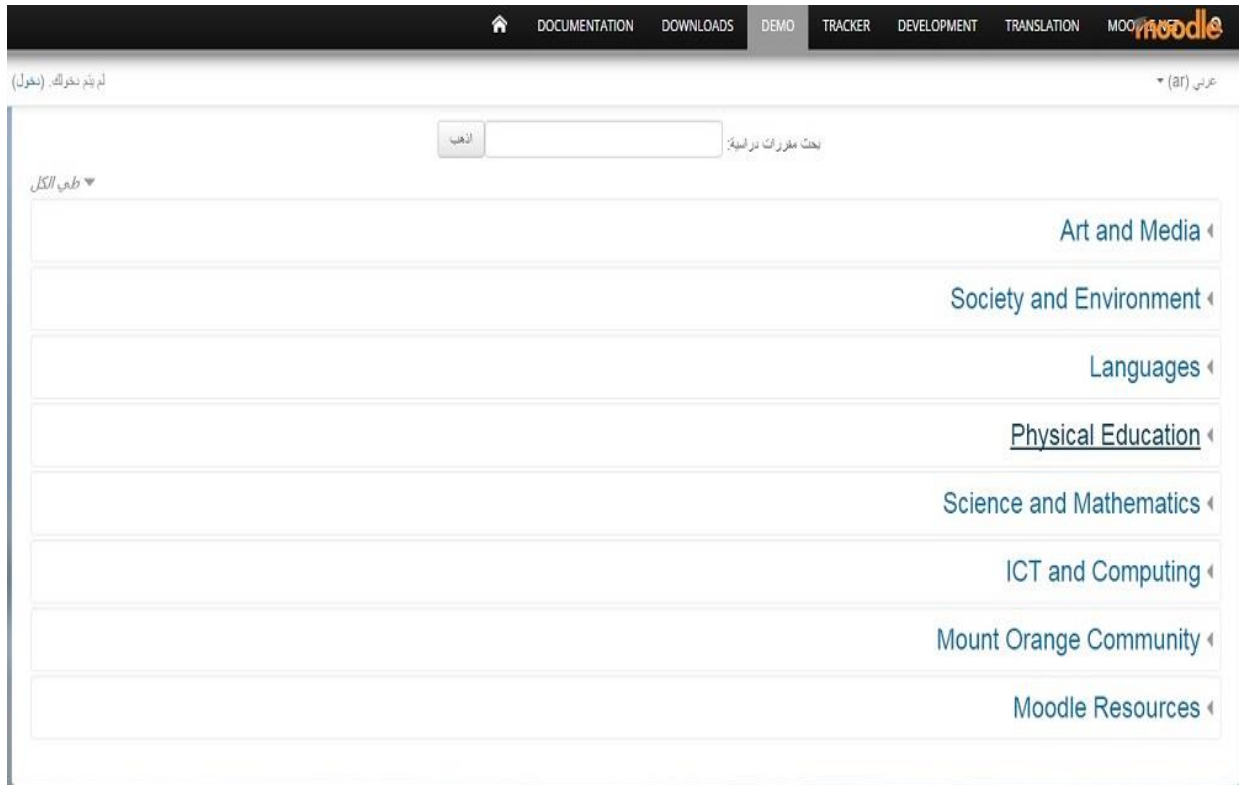 DOCUMENTATION DOWNLOADS DEMO TRACKER DEVELOPMENT TRANSLATION moodle
عربي (ar)
لم يتم دخولك. (دخول)
بحث مقررات دراسية: اذهب
طي الكل
Art and Media
Society and Environment
Languages
Physical Education
Science and Mathematics
ICT and Computing
Mount Orange Community
Moodle Resources